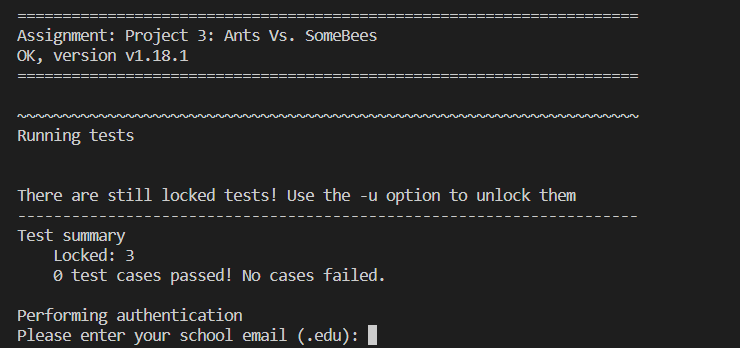 =====================================================================
Assignment: Project 3: Ants Vs. SomeBees
OK, version v1.18.1
=====================================================================
~~~~~~~~~~~~~~~~~~~~~~~~~~~~~~~~~~~~~~~~~~~~~~~~~~~~~~~~~~~~~~~~~~~~~
Running tests
There are still locked tests! Use the -u option to unlock them
---------------------------------------------------------------------
Test summary
    Locked: 3
    0 test cases passed! No cases failed.
Performing authentication
Please enter your school email (.edu):